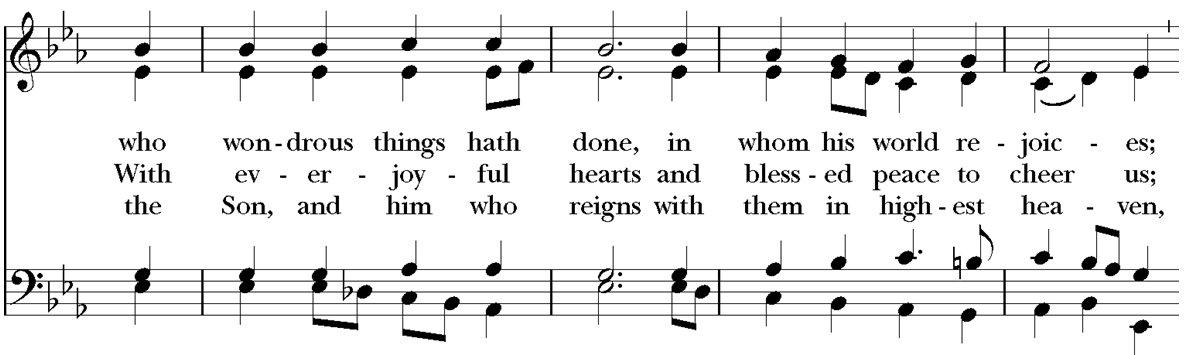 who won - drous things hath done, in whom his world re - joic - es;
With ev - er - joy - ful hearts and bless - ed peace to cheer us;
the Son, and him who reigns with them in high - est hea - ven,